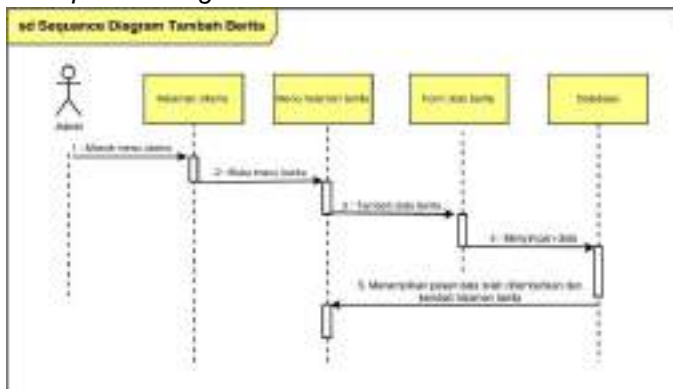 sd Sequence Diagram Tambah Berita
Halaman Utama
Menu halaman berita
Form data berita
Database
Admin
1 : Masuk menu utama
2 : Buka menu berita
3 : Tambah data berita
4 : Menyimpan data
5. Menampilkan pesan data telah ditambahkan dan
kembali halaman berita